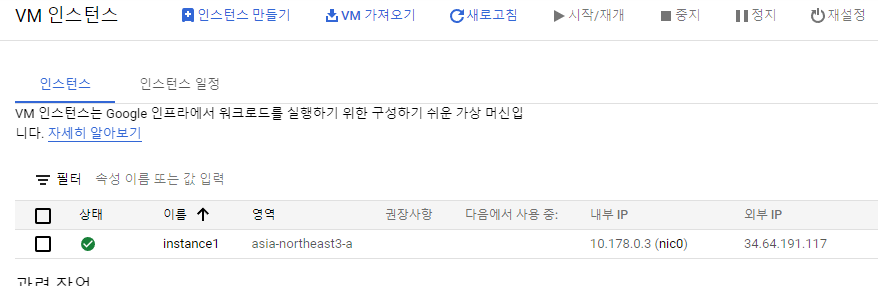 VM 인스턴스 인스턴스 만들기 VM 가져오기 새로고침 시작/재개 중지 정지 재설정
인스턴스 인스턴스 일정
VM 인스턴스는 Google 인프라에서 워크로드를 실행하기 위한 구성하기 쉬운 가상 머신입
니다. 자세히 알아보기
필터 속성 이름 또는 값 입력
상태 이름 영역 권장사항 다음에서 사용 중: 내부 IP 외부 IP
instance1 asia-northeast3-a 10.178.0.3 (nic0) 34.64.191.117
관련 작업